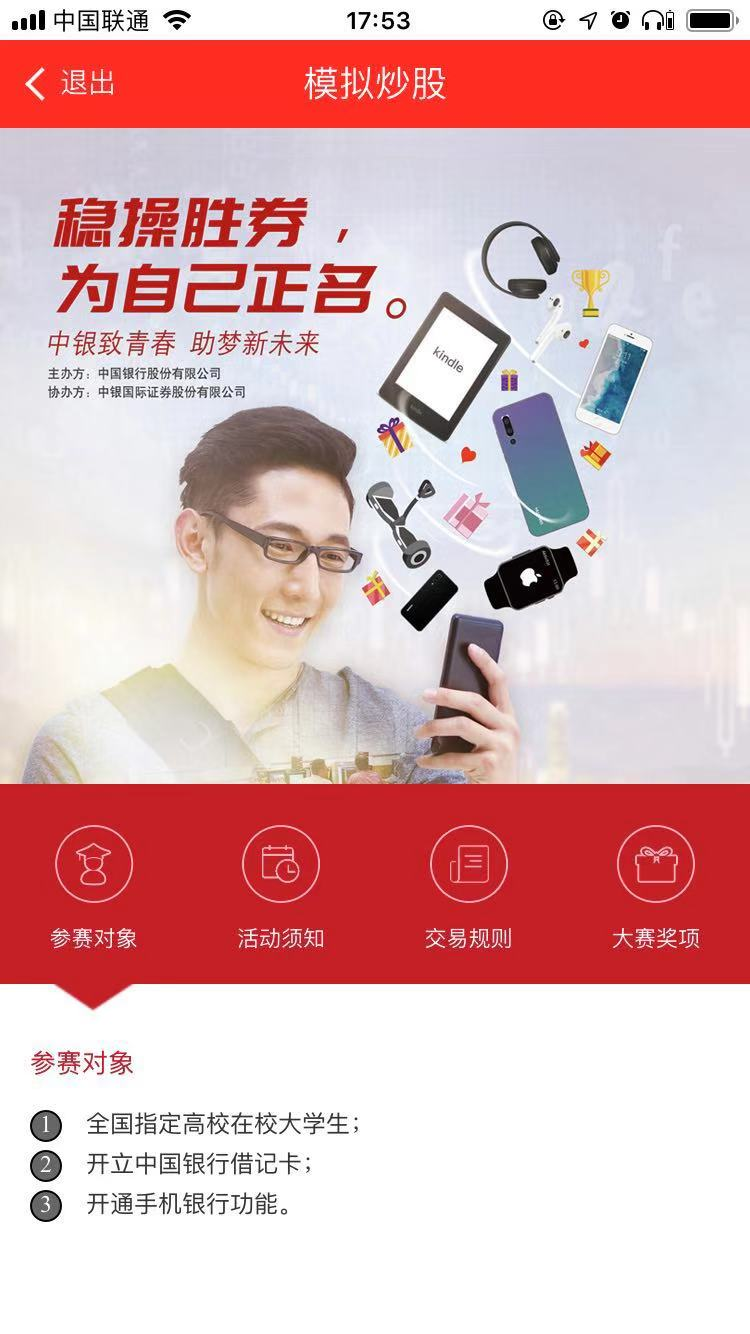 中国联通
17:53
退出
模拟炒股
稳操胜券，
为自己正名。
中银致青春 助梦新未来
主办方：中国银行股份有限公司
协办方：中银国际证券股份有限公司
kindle
参赛对象
活动须知
交易规则
大赛奖项
参赛对象
1 全国指定高校在校大学生；
2 开立中国银行借记卡；
3 开通手机银行功能。